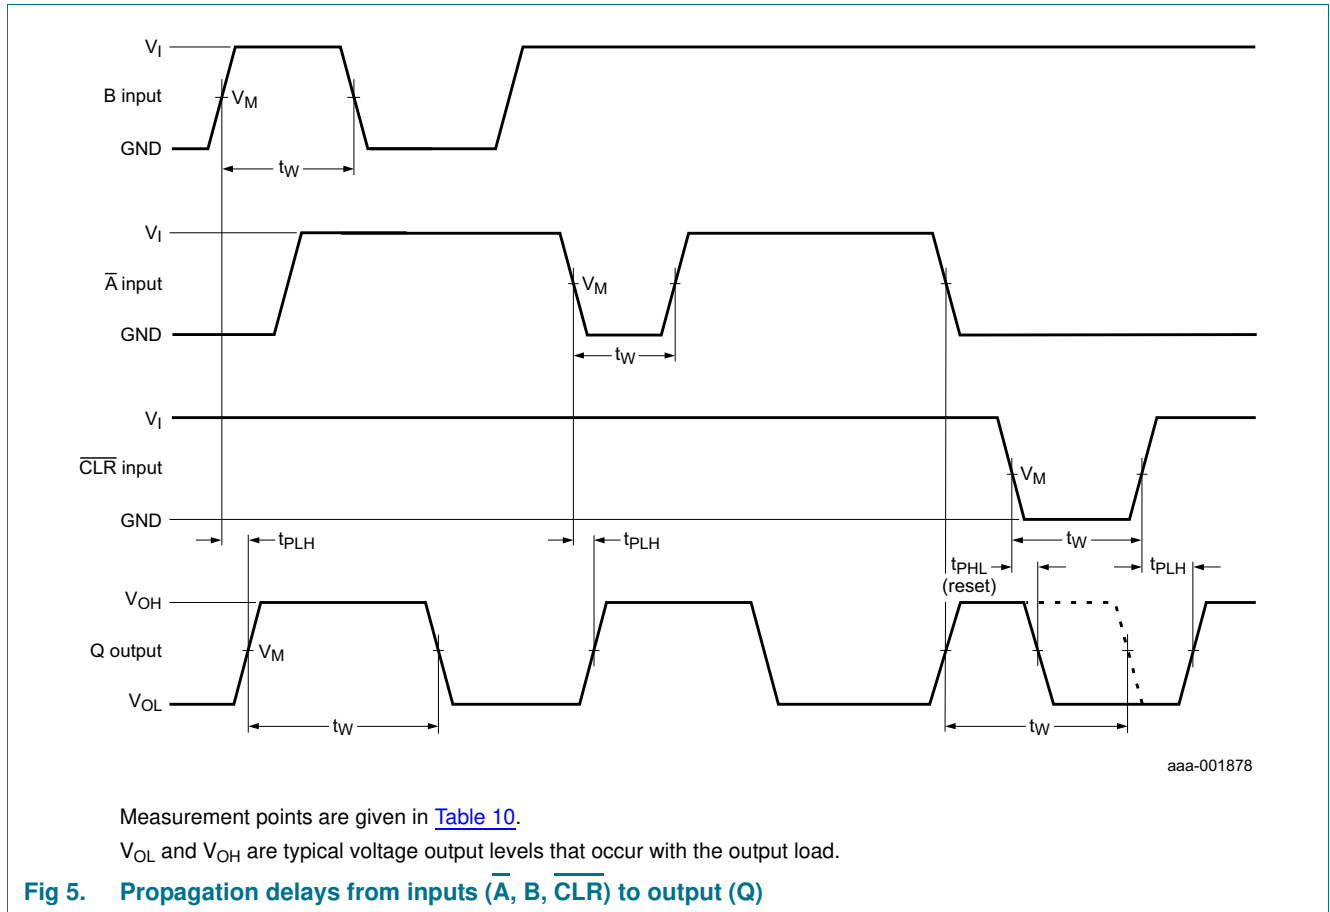 VI
B input
VM
GND
tW
VI
A input
VM
GND
tW
VI
CLR input
VM
GND
tPLH
tPLH
tW
tPHL
(reset)
tPLH
VOH
Q output
VM
VOL
tW
tW
aaa-001878
Measurement points are given in Table 10.
VOL and VOH are typical voltage output levels that occur with the output load.
Fig 5. Propagation delays from inputs (A̅, B, C̅L̅R̅) to output (Q)